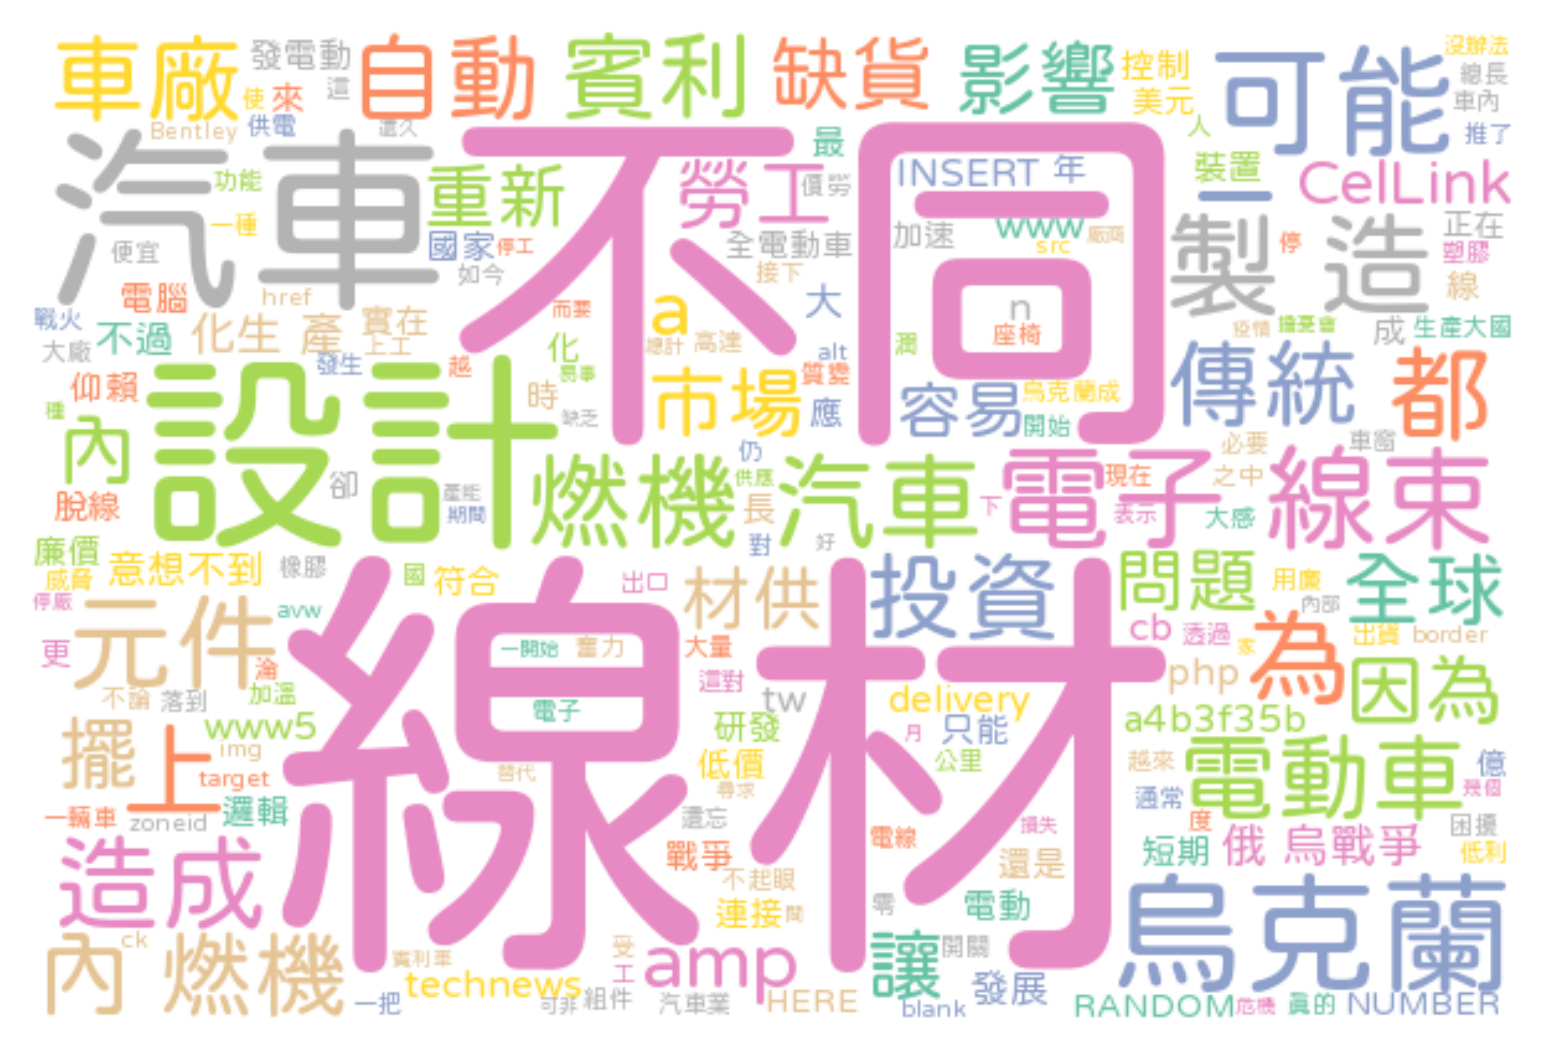 車廠 發電動 自動 賓利 缺貨 影響 控制 可能 沒辦法
使 來 這 美元 總長
Bentley 供電 還久 人 車內
推了
汽車 不同 最 INSERT 年 裝置 一 CelLink
功能 重新 勞工 價勞
一種 國家 停工 全電動車 加速 www 廠商 製造 正在
便宜 如今 接下 src 停 塑膠
電腦 href 而要 a 大 n 線
戰火 不過 化生 產 實在 座椅 疫情 擔憂會 成 生產大國
大廠 上工 化 總計 高達 alt 潤 傳統 都
仰賴 發生 越 易事 市場 質變 容易 烏克蘭成
種 內 設計 時 缺乏 應 開始 必要 車窗
卻 產能 燃機 仍 供應 汽車 電子 現在 之中 線束
脫線 期間 長 對 好 下 表示 大感
廉價 意想不到 橡膠 國 符合 出口 材供 投資 問題 用廉 全球
威脅
停廠 元件 avw 一開始 奮力 大量 cb 透過 家 為 內部 出貨 border
更 瀹 這對 php 因為
不論 落到 加溫 電子 tw delivery
擺 上 www5 研發 月 只能 a4b3f35b
img 替代 低價 公里 越來 電動車 億
target 尋求 通常 幾個
一輛車 zoneid 邏輯 遺忘 電線 損失 度 困擾
造成 戰爭 還是 短期 俄 烏戰爭 低利
不起眼 連接 間 零 電動 烏克蘭
內 ck 燃機 賓利車 受 amp 讓 開關
technews 工 發展
一把 可非 組件 汽車業 HERE blank RANDOM 危機 真的 NUMBER
線材